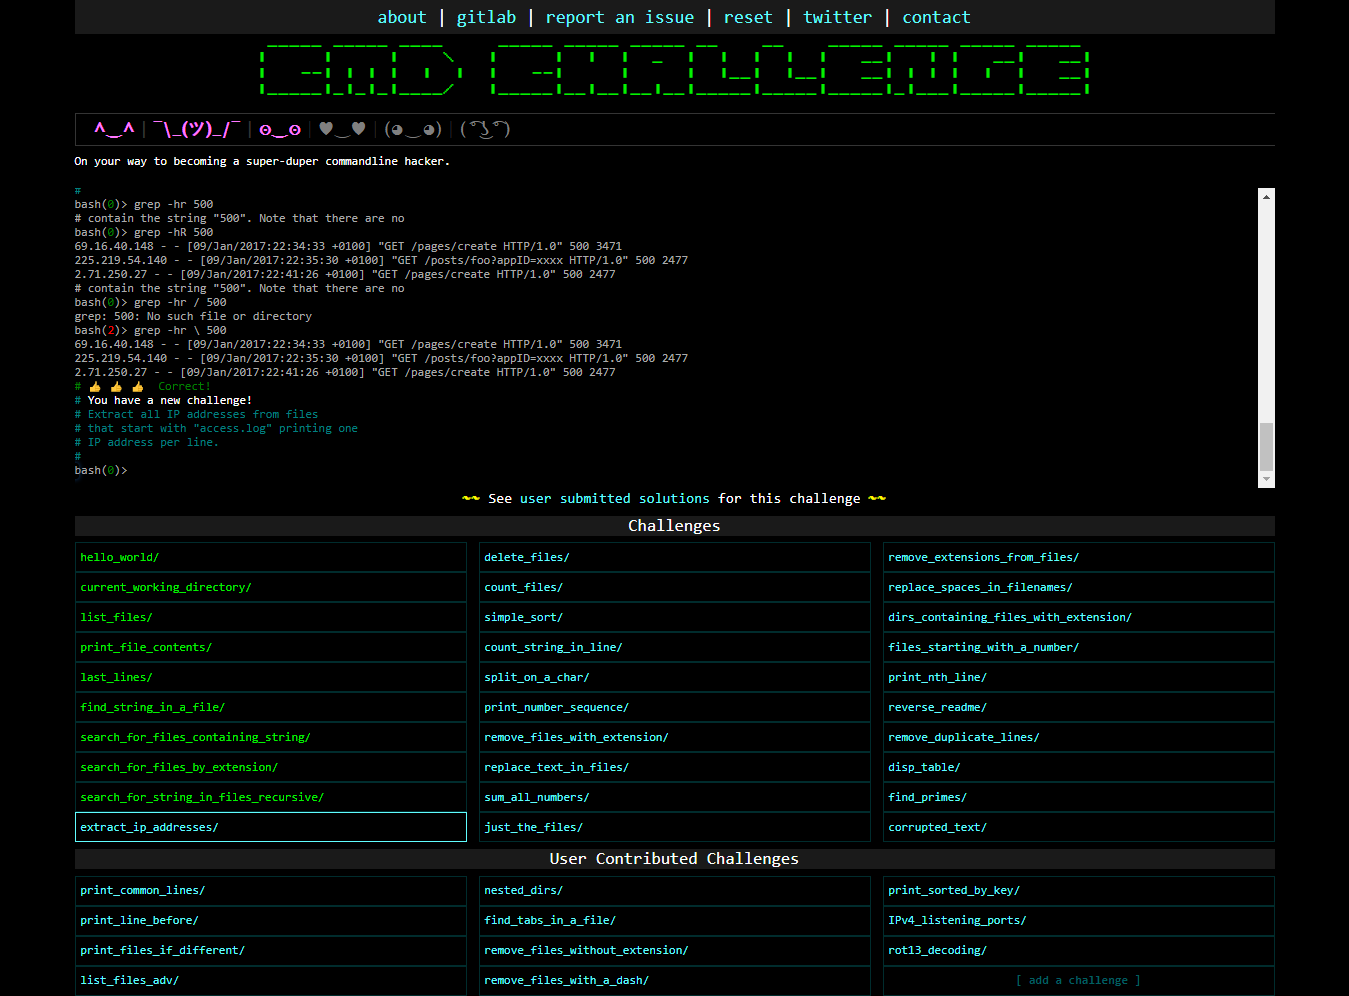 about | gitlab | report an issue | reset | twitter | contact
CMD CHALLENGE
^‿^ | ¯\_(ツ)_/¯ | ʘ‿ʘ | ♥‿♥ | (◕‿◕) | ( ͡° ͜ʖ ͡°)
On your way to becoming a super-duper commandline hacker.
#
bash(0)> grep -hr 500
# contain the string "500". Note that there are no
bash(0)> grep -hR 500
69.16.40.148 - - [09/Jan/2017:22:34:33 +0100] "GET /pages/create HTTP/1.0" 500 3471
225.219.54.140 - - [09/Jan/2017:22:35:30 +0100] "GET /posts/foo?appID=xxxx HTTP/1.0" 500 2477
2.71.250.27 - - [09/Jan/2017:22:41:26 +0100] "GET /pages/create HTTP/1.0" 500 2477
# contain the string "500". Note that there are no
bash(0)> grep -hr / 500
grep: 500: No such file or directory
bash(2)> grep -hr \ 500
69.16.40.148 - - [09/Jan/2017:22:34:33 +0100] "GET /pages/create HTTP/1.0" 500 3471
225.219.54.140 - - [09/Jan/2017:22:35:30 +0100] "GET /posts/foo?appID=xxxx HTTP/1.0" 500 2477
2.71.250.27 - - [09/Jan/2017:22:41:26 +0100] "GET /pages/create HTTP/1.0" 500 2477
# 👍 👍 👍 Correct!
# You have a new challenge!
# Extract all IP addresses from files
# that start with "access.log" printing one
# IP address per line.
#
bash(0)>
~~ See user submitted solutions for this challenge ~~
Challenges
hello_world/
current_working_directory/
list_files/
print_file_contents/
last_lines/
find_string_in_a_file/
search_for_files_containing_string/
search_for_files_by_extension/
search_for_string_in_files_recursive/
extract_ip_addresses/
delete_files/
count_files/
simple_sort/
count_string_in_line/
split_on_a_char/
print_number_sequence/
remove_files_with_extension/
replace_text_in_files/
sum_all_numbers/
just_the_files/
remove_extensions_from_files/
replace_spaces_in_filenames/
dirs_containing_files_with_extension/
files_starting_with_a_number/
print_nth_line/
reverse_readme/
remove_duplicate_lines/
disp_table/
find_primes/
corrupted_text/
User Contributed Challenges
print_common_lines/
print_line_before/
print_files_if_different/
list_files_adv/
nested_dirs/
find_tabs_in_a_file/
remove_files_without_extension/
remove_files_with_a_dash/
print_sorted_by_key/
IPv4_listening_ports/
rot13_decoding/
[ add a challenge ]